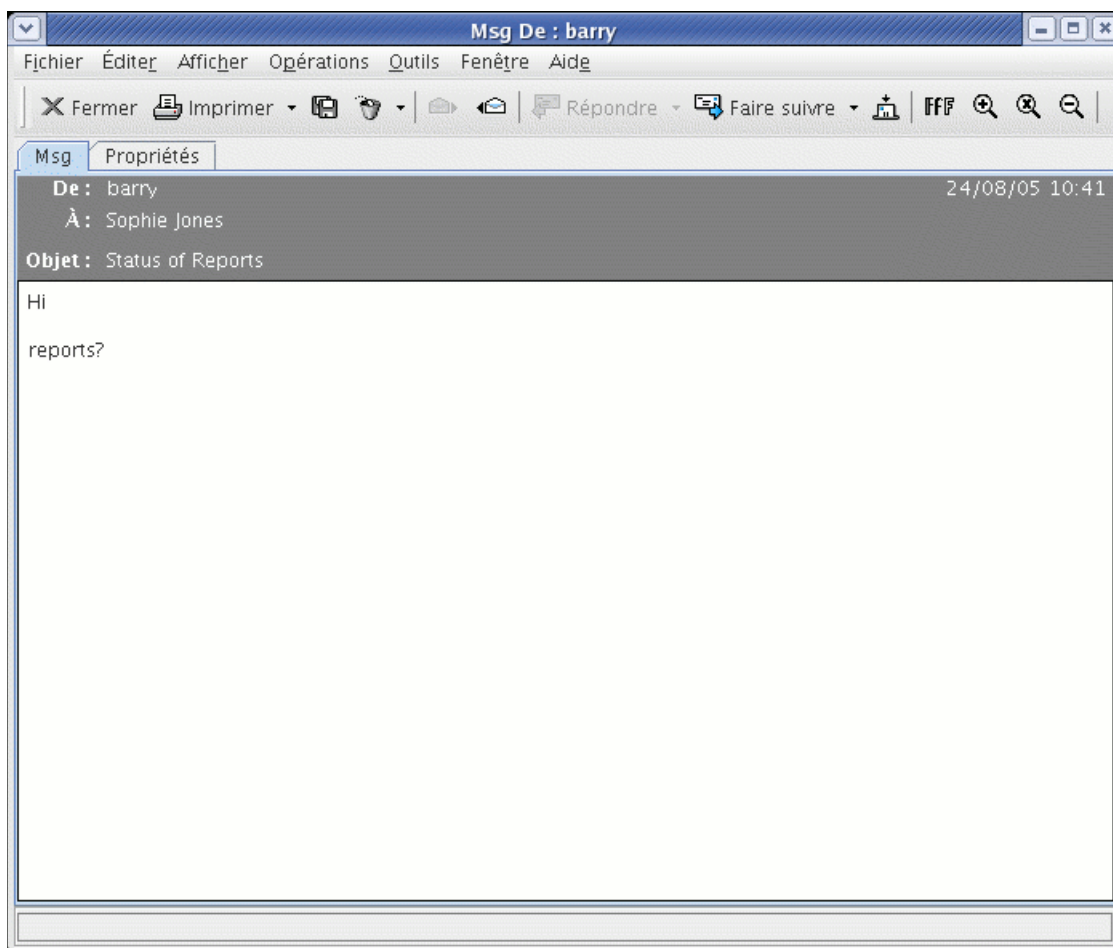 Msg De : barry
Fichier Éditer Afficher Opérations Outils Fenêtre Aide
Fermer Imprimer Répondre Faire suivre
Msg Propriétés
De : barry 24/08/05 10:41
À : Sophie Jones
Objet : Status of Reports
Hi
reports?